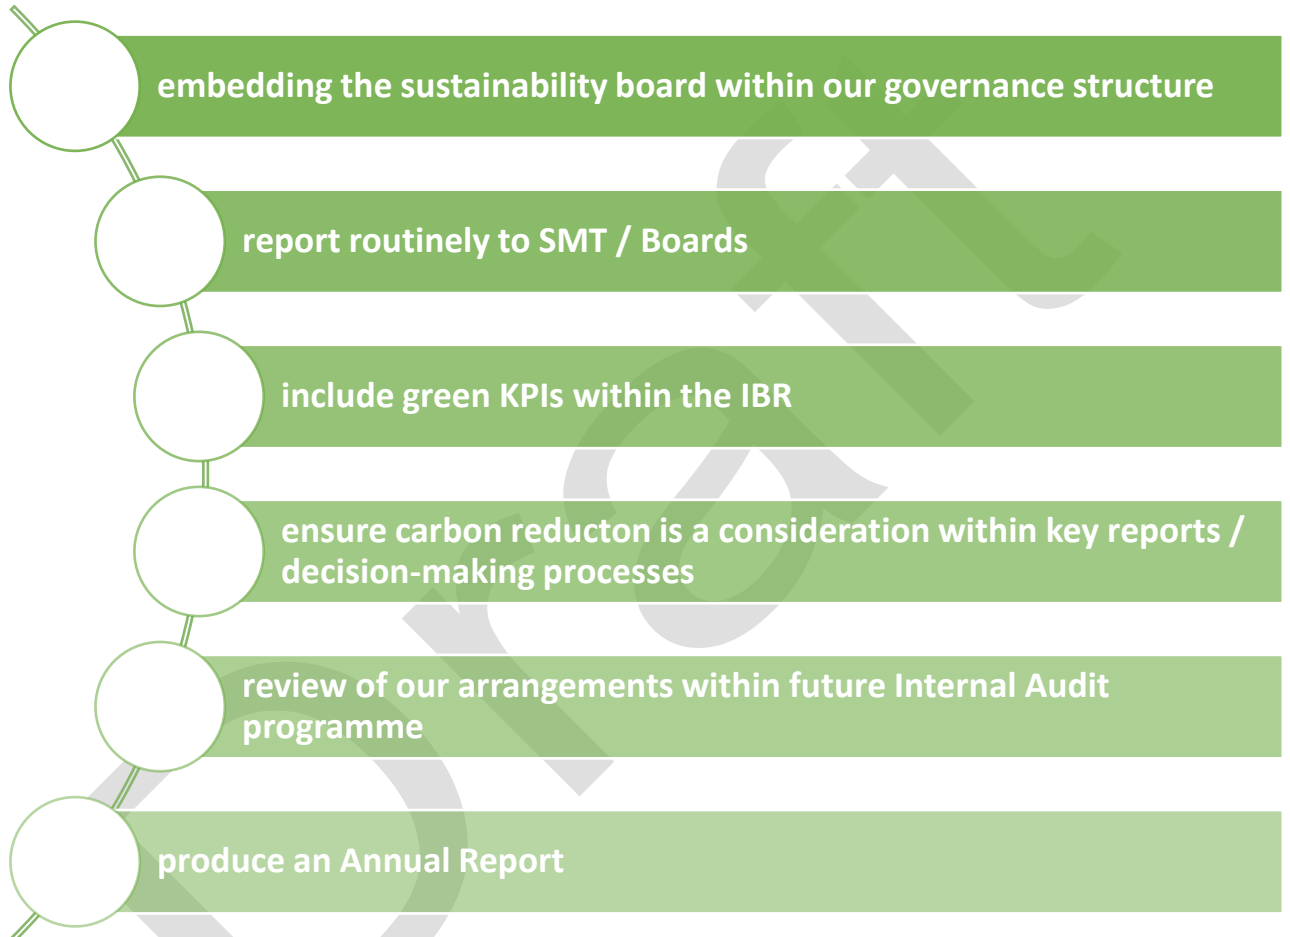 embedding the sustainability board within our governance structure
report routinely to SMT / Boards
include green KPIs within the IBR
ensure carbon reducton is a consideration within key reports /
decision-making processes
review of our arrangements within future Internal Audit
programme
produce an Annual Report
Draft